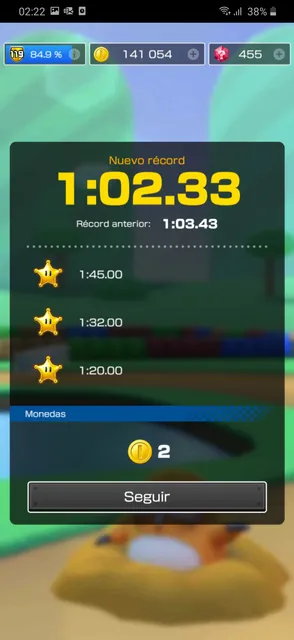 02:22 38%
119 84.9 % 141 054 455
Nuevo récord
1:02.33
Récord anterior: 1:03.43
1:45.00
1:32.00
1:20.00
Monedas
2
Seguir